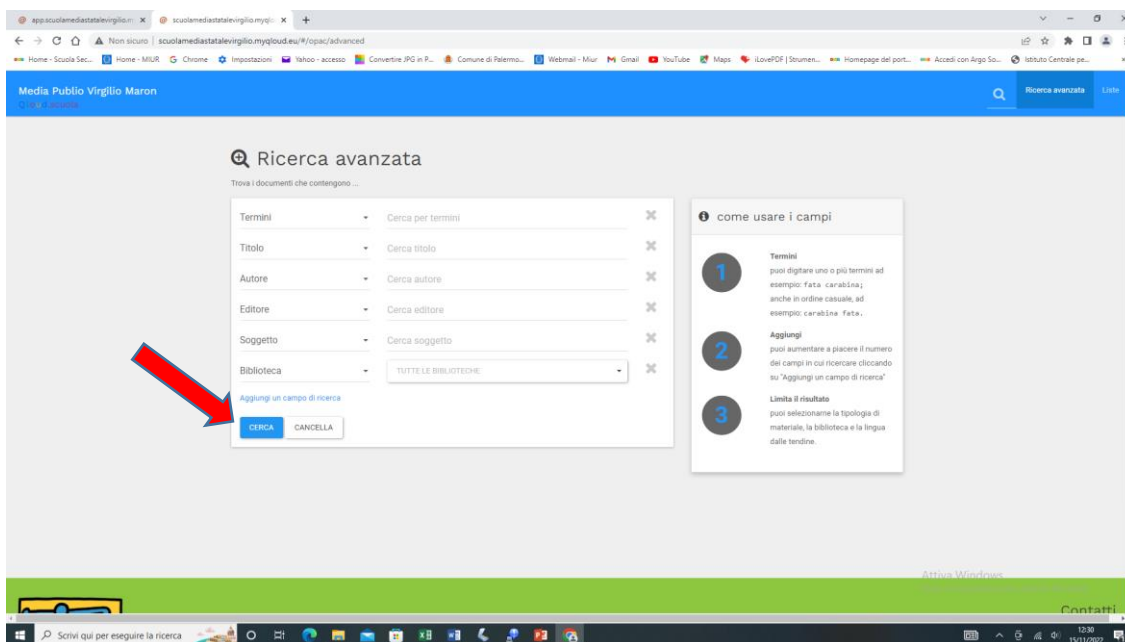 app.scuolamediastatalevirgilio.m
scuolamediastatalevirgilio.myqlo
Non sicuro | scuolamediastatalevirgilio.myqloud.eu/#/opac/advanced
Home - Scuola Sec... Home - MIUR Chrome Impostazioni Yahoo - accesso Convertire JPG in P... Comune di Palermo... Webmail - Miur Gmail YouTube Maps iLovePDF | Strumen... Homepage del port... Accedi con Argo So... Istituto Centrale pe...
Media Publio Virgilio Maron
Qloud.scuola
Ricerca avanzata Liste
Ricerca avanzata
Trova i documenti che contengono ...
Termini Cerca per termini
Titolo Cerca titolo
Autore Cerca autore
Editore Cerca editore
Soggetto Cerca soggetto
Biblioteca TUTTE LE BIBLIOTECHE
Aggiungi un campo di ricerca
CERCA CANCELLA
come usare i campi
1
Termini
puoi digitare uno o più termini ad
esempio: fata carabina;
anche in ordine casuale, ad
esempio: carabina fata.
2
Aggiungi
puoi aumentare a piacere il numero
dei campi in cui ricercare cliccando
su "Aggiungi un campo di ricerca"
3
Limita il risultato
puoi selezionarne la tipologia di
materiale, la biblioteca e la lingua
dalle tendine.
Attiva Windows
Contatti
Scrivi qui per eseguire la ricerca
12:30
15/11/2022